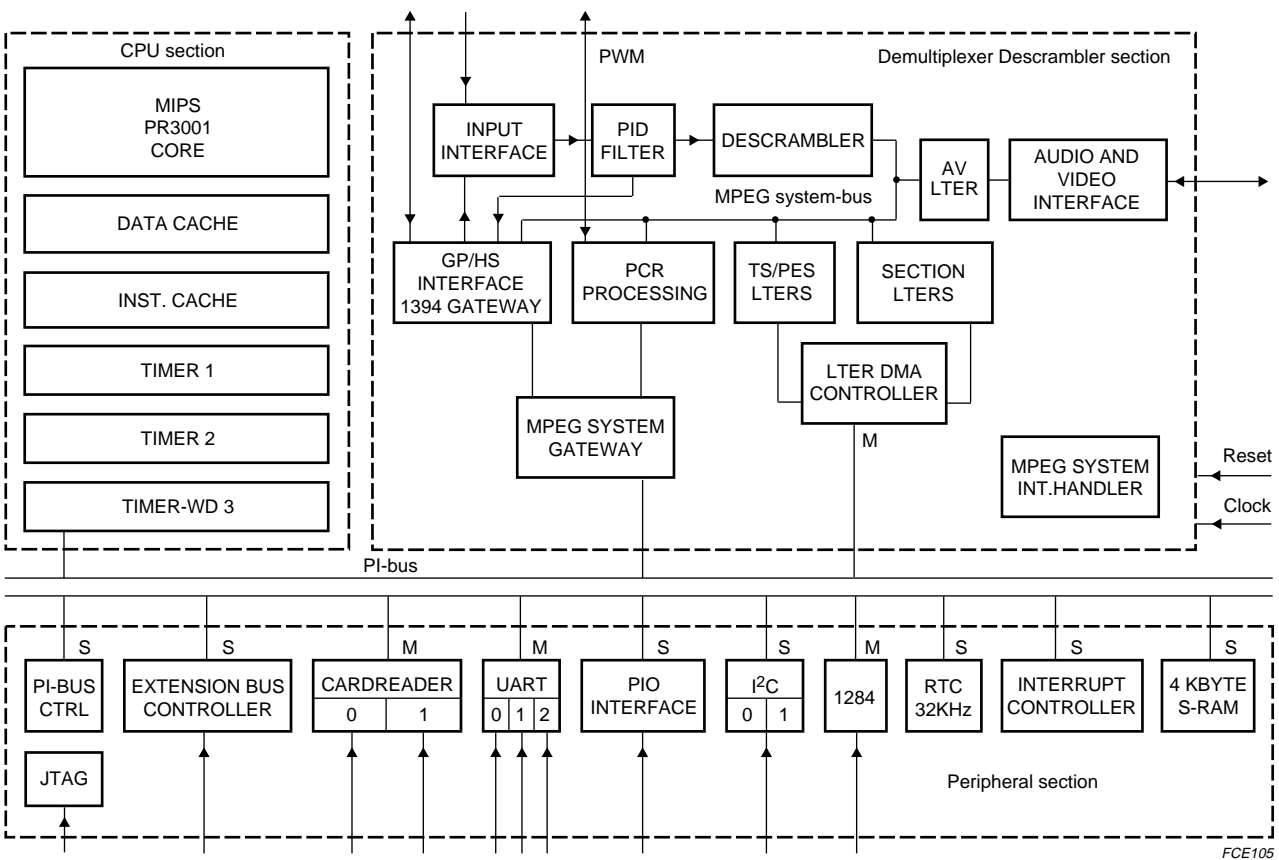 CPU section
MIPS
PR3001
CORE
DATA CACHE
INST. CACHE
TIMER 1
TIMER 2
TIMER-WD 3
PWM
Demultiplexer Descrambler section
INPUT
INTERFACE
PID
FILTER
DESCRAMBLER
AV
LTER
AUDIO AND
VIDEO
INTERFACE
MPEG system-bus
GP/HS
INTERFACE
1394 GATEWAY
PCR
PROCESSING
TS/PES
LTERS
SECTION
LTERS
LTER DMA
CONTROLLER
MPEG SYSTEM
GATEWAY
M
MPEG SYSTEM
INT.HANDLER
Reset
Clock
PI-bus
S
S
M
M
S
S
M
S
S
S
PI-BUS
CTRL
EXTENSION BUS
CONTROLLER
CARDREADER
0 1
UART
0 1 2
PIO
INTERFACE
I2C
0 1
1284
RTC
32KHz
INTERRUPT
CONTROLLER
4 KBYTE
S-RAM
JTAG
Peripheral section
FCE105